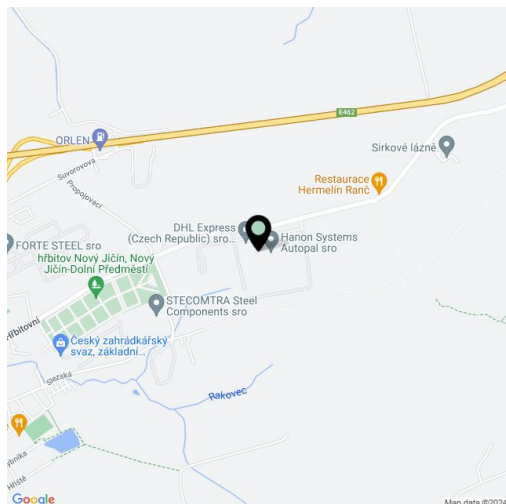 E462
ORLEN
Suvorovova
Propojovací
Sirkové lázně
Restaurace
Hermelín Ranč
DHL Express
(Czech Republic) sro...
Hanon Systems
Autopal sro
FORTE STEEL sro
hřbitov Nový Jičín, Nový
Jičín-Dolní Předměstí
STECOMTRA Steel
Components sro
Hřbitovní
Český zahrádkářský
svaz, základní...
Stezska
Rakovec
Hřiště
Google
Map data ©2024